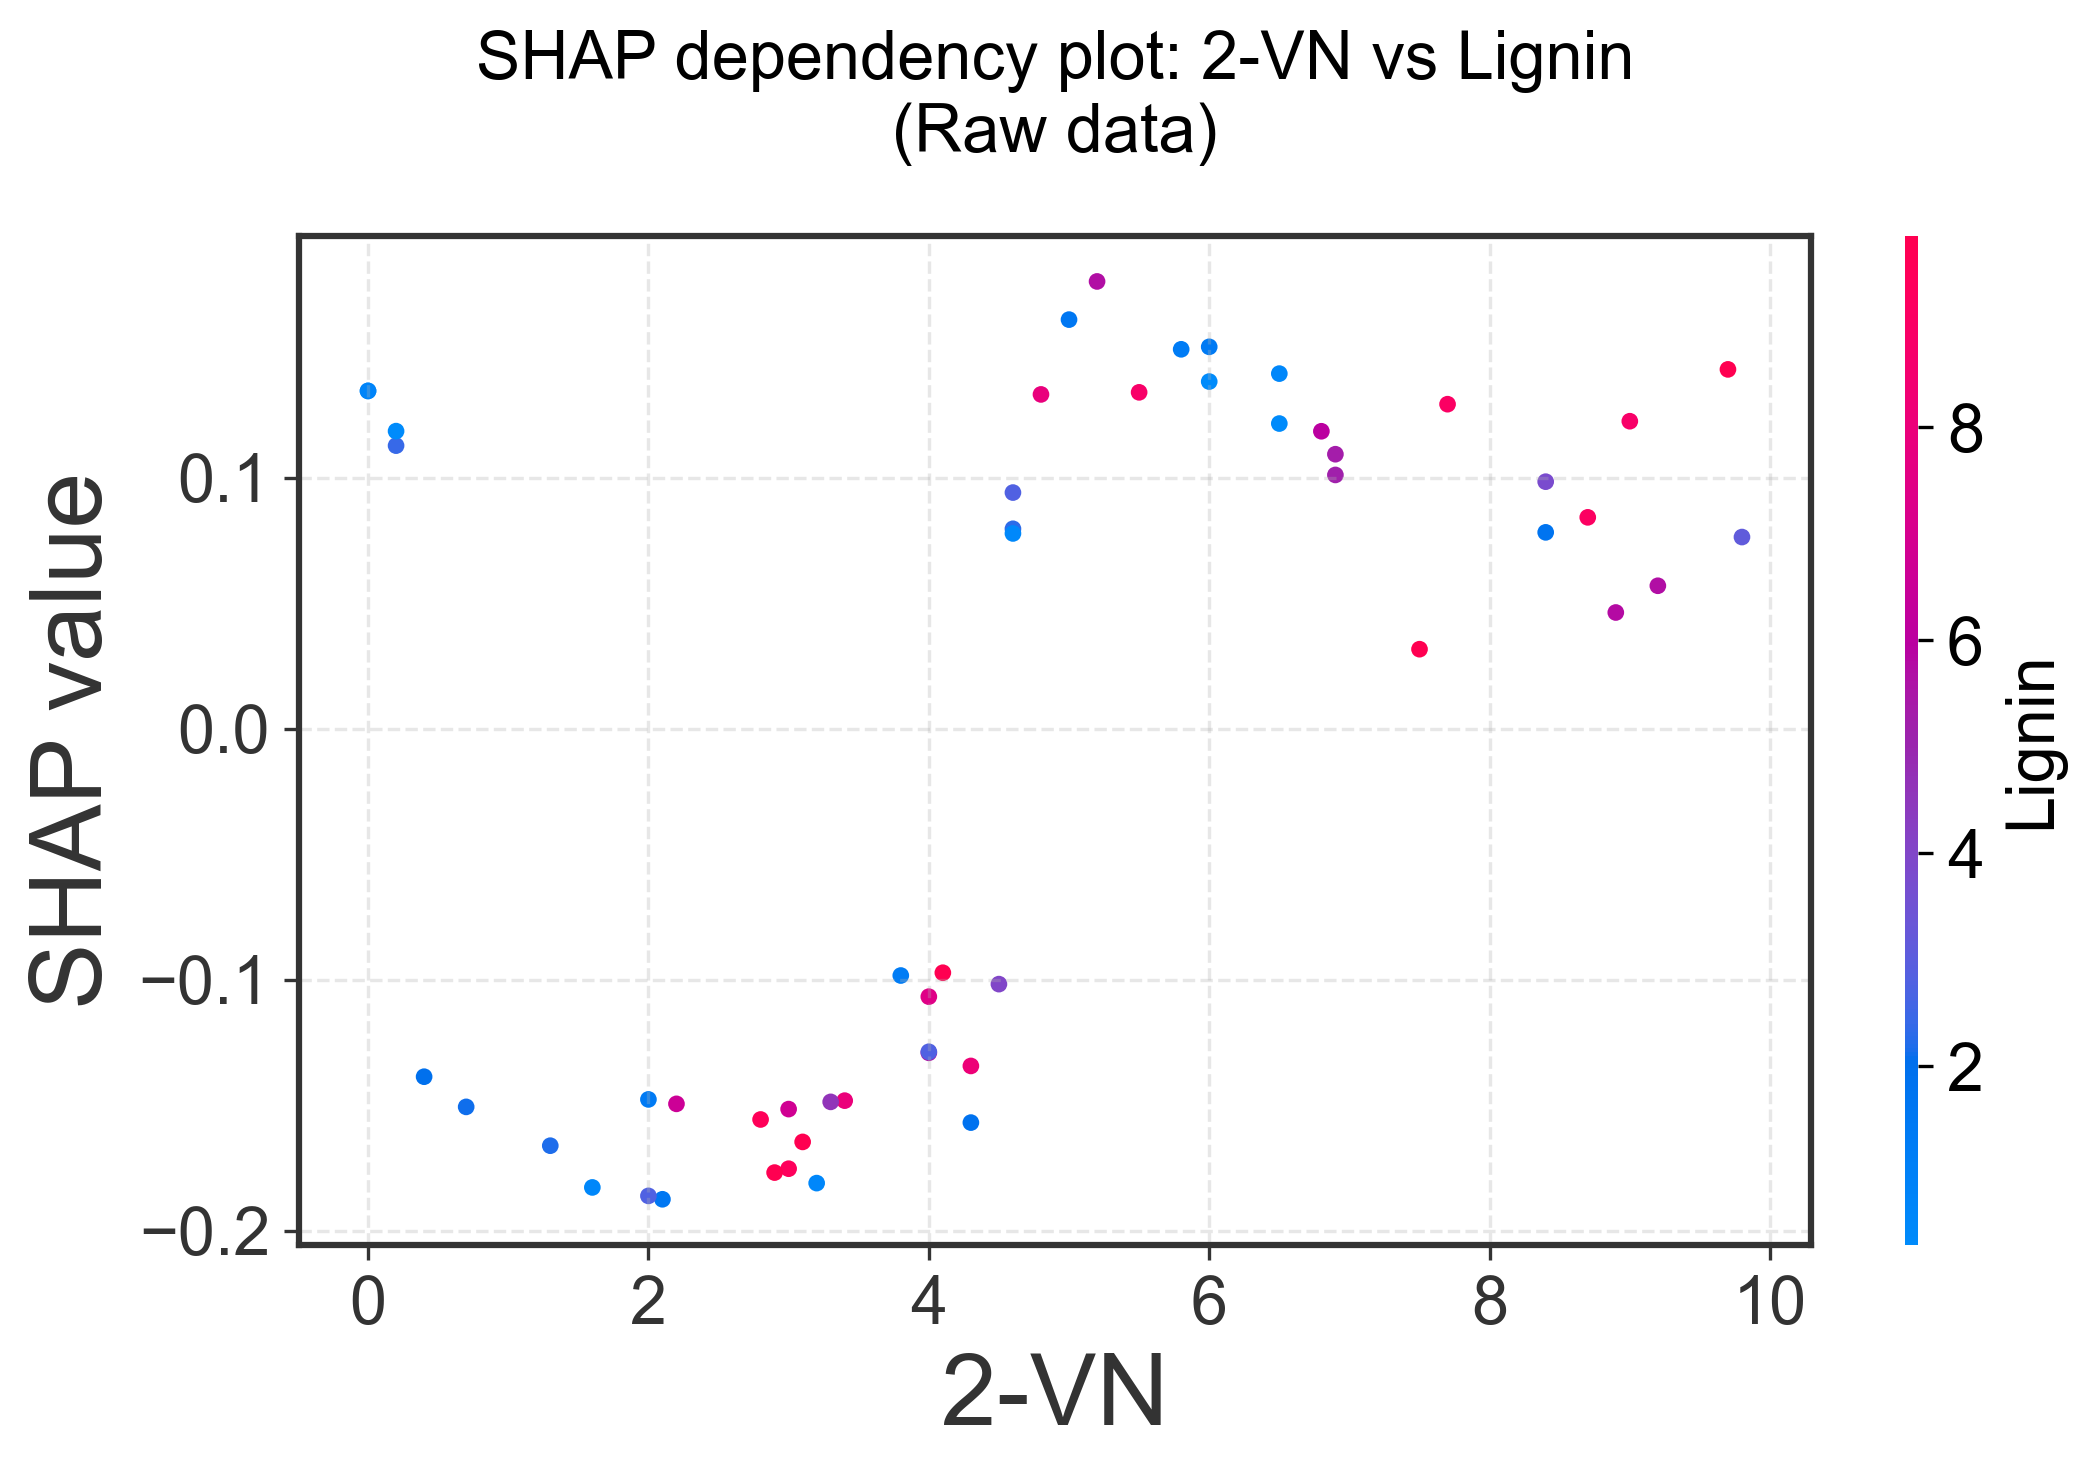 SHAP dependency plot: 2-VN vs Lignin
(Raw data)
SHAP value
0.1
0.0
−0.1
−0.2
0 2 4 6 8 10
2-VN
8
6
4
2
Lignin